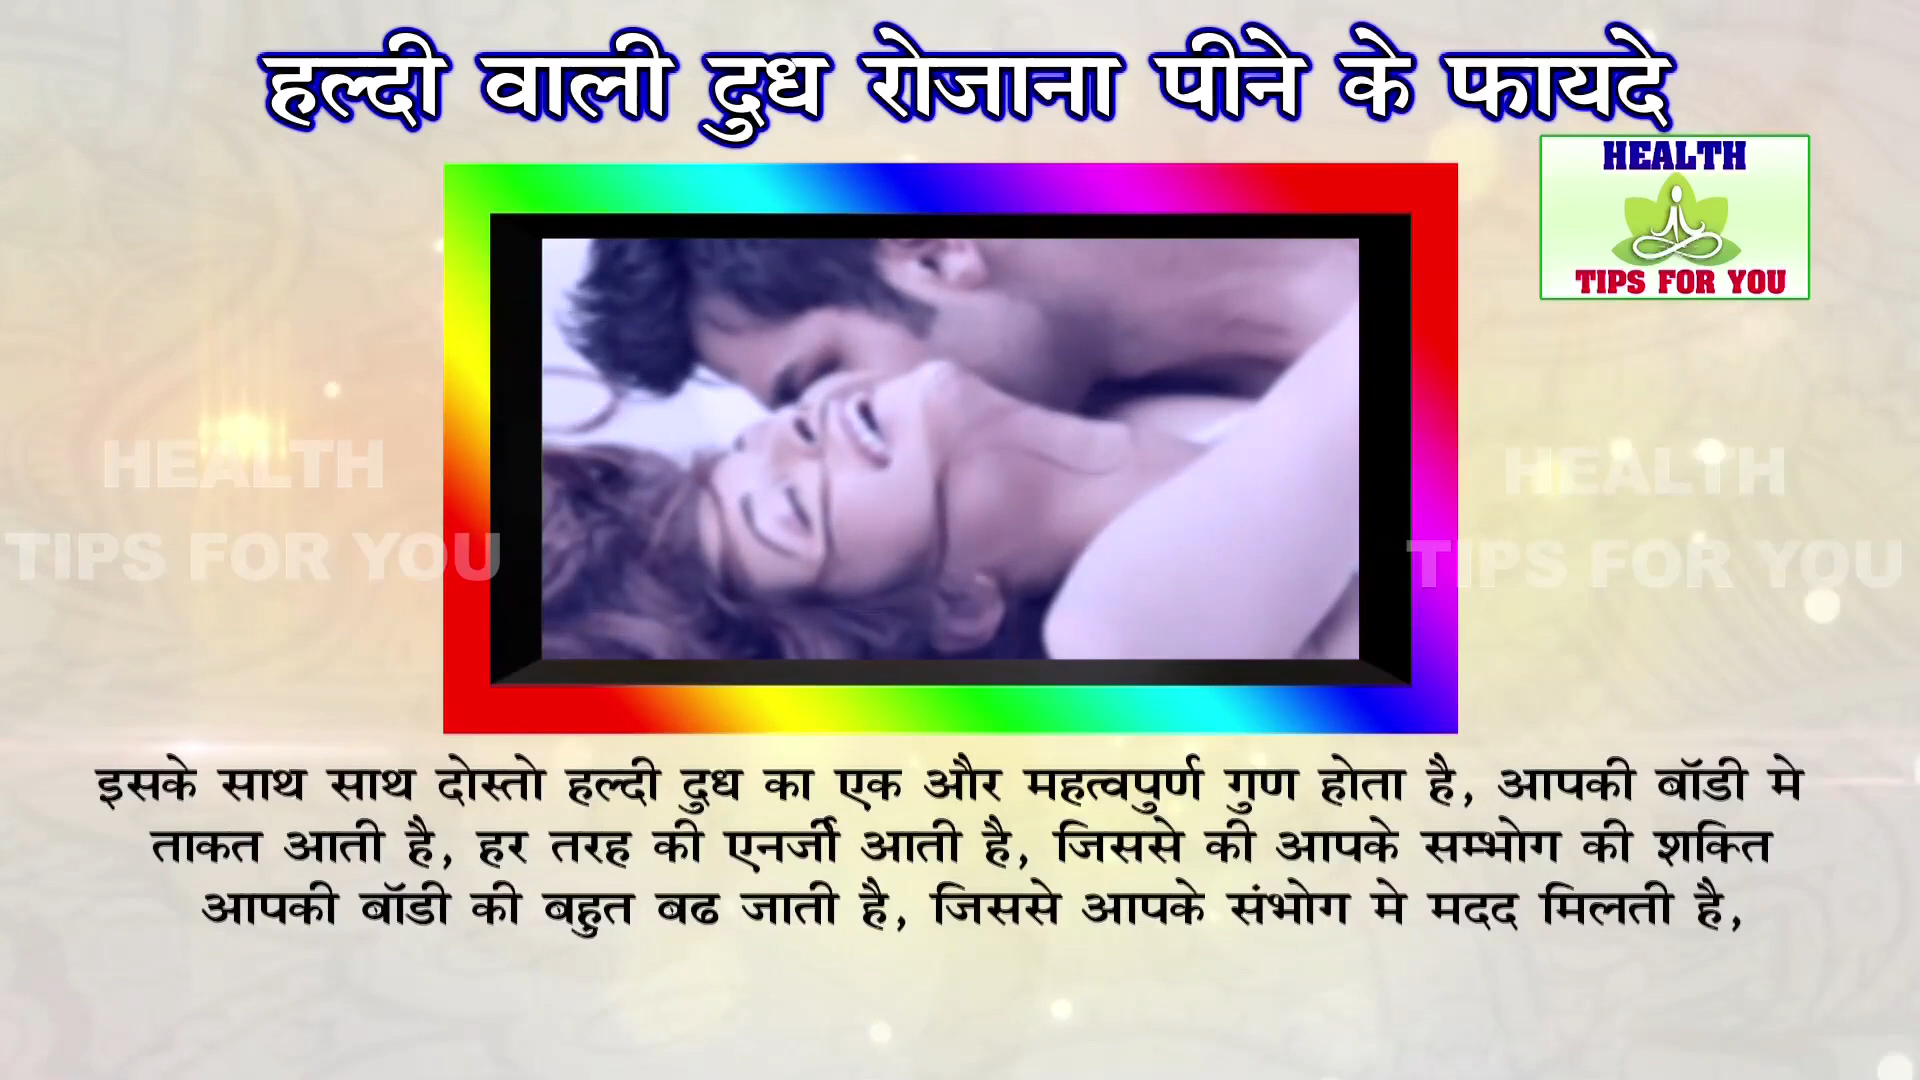 हल्दी वाली दुध रोजाना पीने के फायदे
HEALTH
TIPS FOR YOU
HEALTH
TIPS FOR YOU
HEALTH
TIPS FOR YOU
इसके साथ साथ दोस्तो हल्दी दुध का एक और महत्वपुर्ण गुण होता है, आपकी बॉडी मे
ताकत आती है, हर तरह की एनर्जी आती है, जिससे की आपके सम्भोग की शक्ति
आपकी बॉडी की बहुत बढ जाती है, जिससे आपके संभोग मे मदद मिलती है,